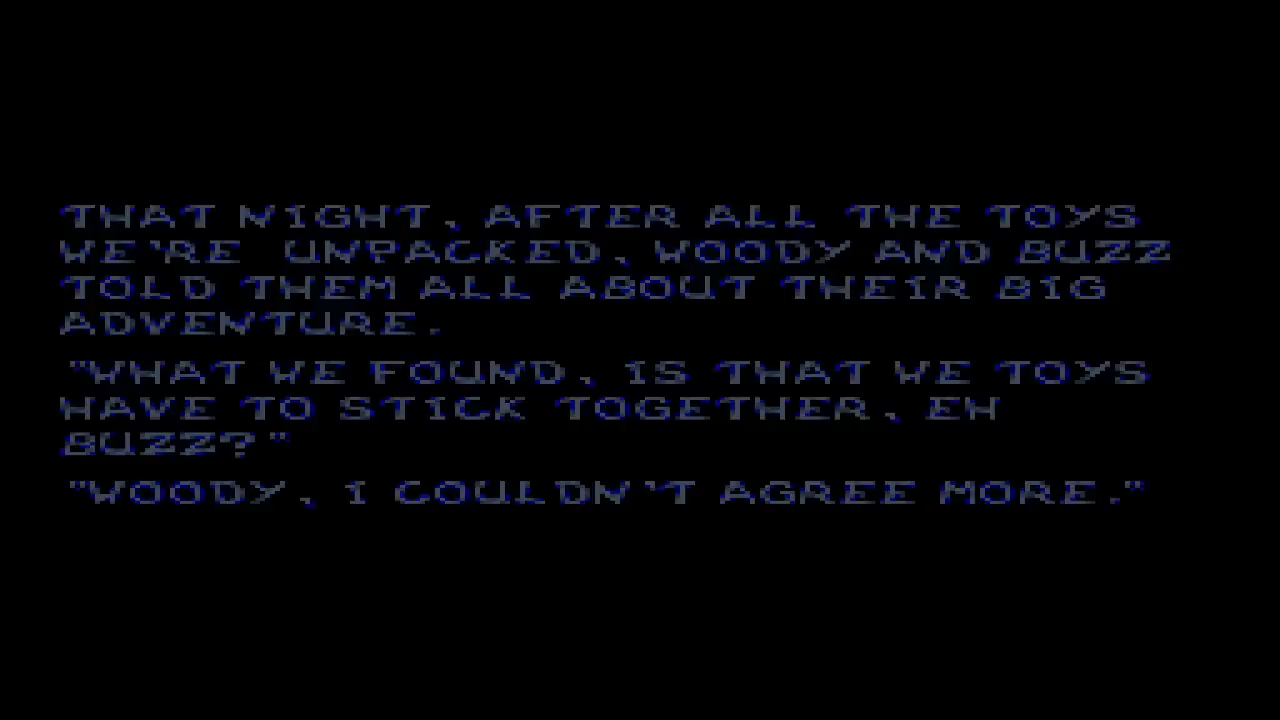 THAT NIGHT, AFTER ALL THE TOYS
WE'RE UNPACKED, WOODY AND BUZZ
TOLD THEM ALL ABOUT THEIR BIG
ADVENTURE.
"WHAT WE FOUND, IS THAT WE TOYS
HAVE TO STICK TOGETHER, EH
BUZZ?"
"WOODY, I COULDN'T AGREE MORE."